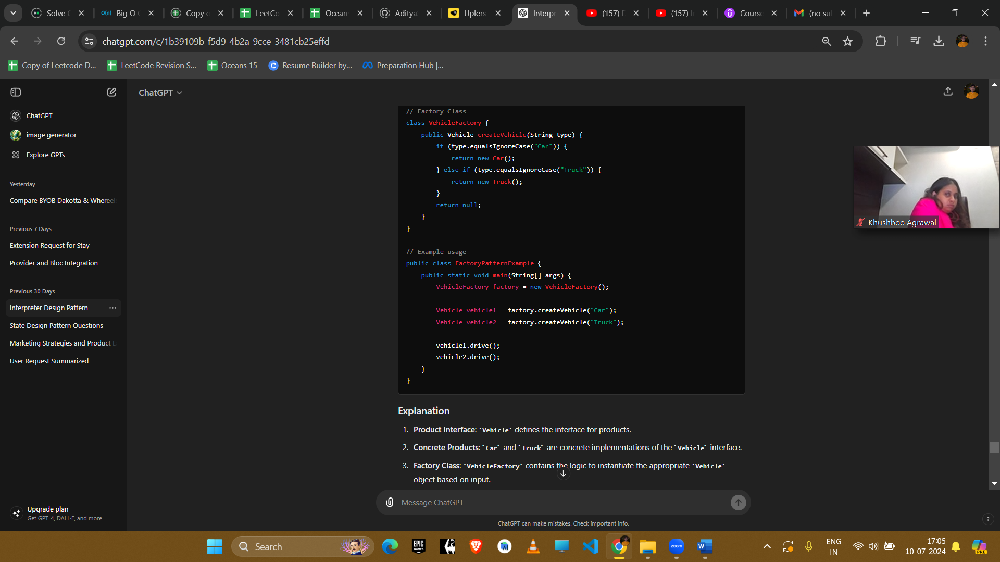 Solve C
O(n) Big O C
Copy o
LeetCo
Ocean
Aditya
Uplers
Interp
(157) D
(157) I
Course
(no su
chatgpt.com/c/1b39109b-f5d9-4b2a-9cce-3481cb25effd
Copy of Leetcode D...
LeetCode Revision S...
Oceans 15
Resume Builder by...
Preparation Hub |...
ChatGPT
ChatGPT
image generator
Explore GPTs
Yesterday
Compare BYOB Dakotta & Whereel
Previous 7 Days
Extension Request for Stay
Provider and Bloc Integration
Previous 30 Days
Interpreter Design Pattern
State Design Pattern Questions
Marketing Strategies and Product L
User Request Summarized
Upgrade plan
Get GPT-4, DALL·E, and more
// Factory Class
class VehicleFactory {
public Vehicle createVehicle(String type) {
if (type.equalsIgnoreCase("Car")) {
return new Car();
} else if (type.equalsIgnoreCase("Truck")) {
return new Truck();
}
return null;
}
}
// Example usage
public class FactoryPatternExample {
public static void main(String[] args) {
VehicleFactory factory = new VehicleFactory();
Vehicle vehicle1 = factory.createVehicle("Car");
Vehicle vehicle2 = factory.createVehicle("Truck");
vehicle1.drive();
vehicle2.drive();
}
}
Explanation
1. Product Interface: `Vehicle` defines the interface for products.
2. Concrete Products: `Car` and `Truck` are concrete implementations of the `Vehicle` interface.
3. Factory Class: `VehicleFactory` contains the logic to instantiate the appropriate `Vehicle`
object based on input.
Message ChatGPT
ChatGPT can make mistakes. Check important info.
?
Khushboo Agrawal
Search
EPIC
GAMES
zoom
W
ENG
IN
17:05
10-07-2024
PRE